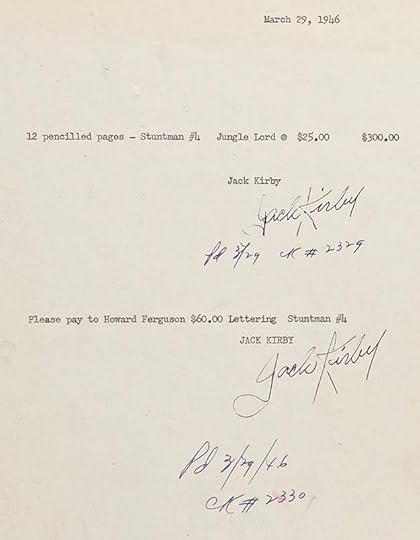 March 29, 1946
12 pencilled pages - Stuntman #4 Jungle Lord @ $25.00 $300.00
Jack Kirby
Jack Kirby
Pd 3/29 CK # 2329
Please pay to Howard Ferguson $60.00 Lettering Stuntman #4
JACK KIRBY
Jack Kirby
Pd 3/29/46
CK # 2330